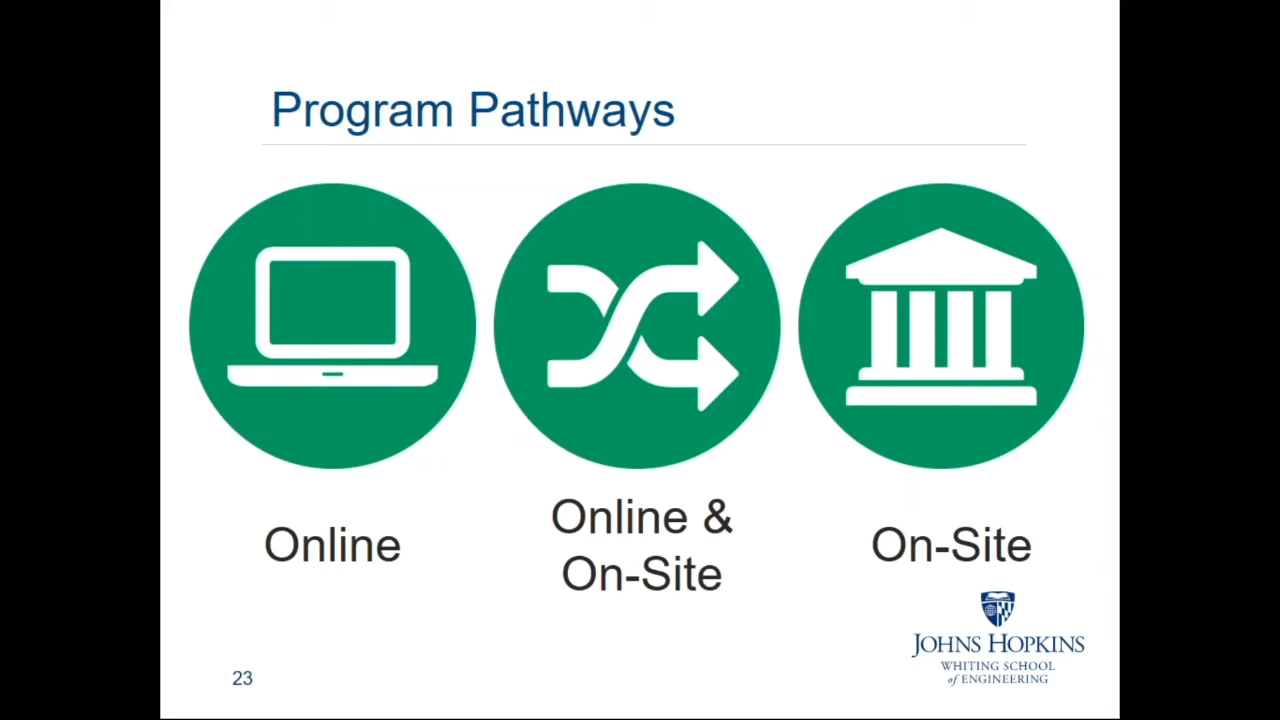 Program Pathways
Online
Online &
On-Site
On-Site
JOHNS HOPKINS
WHITING SCHOOL
of ENGINEERING
23